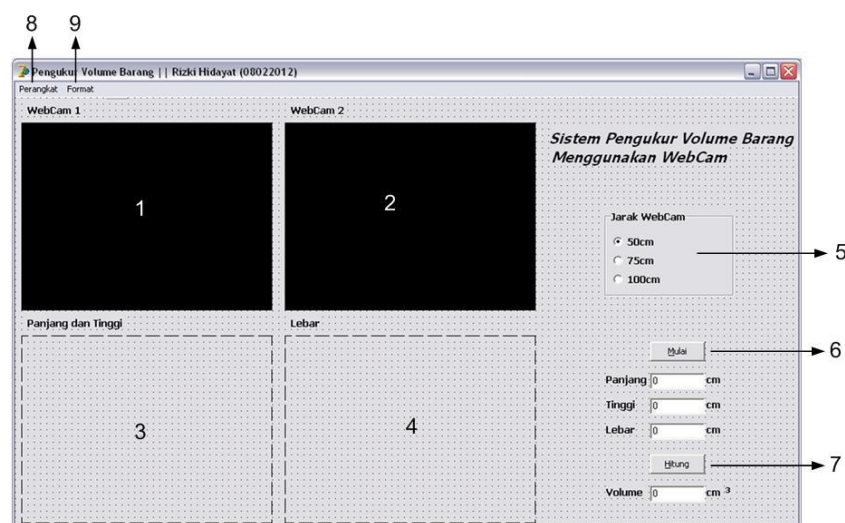 8 9
Pengukur Volume Barang || Rizki Hidayat (08022012)
Perangkat Format
WebCam 1
WebCam 2
1
2
Sistem Pengukur Volume Barang
Menggunakan WebCam
Jarak WebCam
50cm
75cm
100cm
5
Panjang dan Tinggi
Lebar
3
4
Mulai
6
Panjang 0 cm
Tinggi 0 cm
Lebar 0 cm
Hitung
7
Volume 0 cm 3